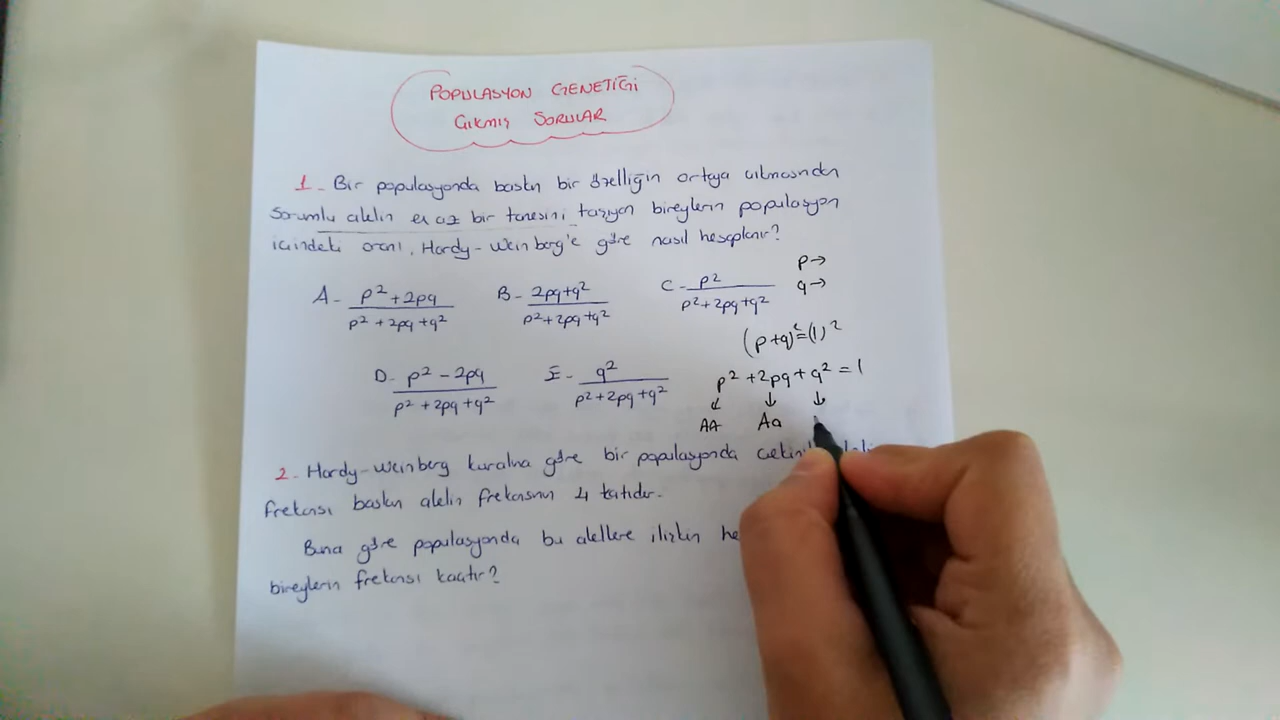 POPULASYON GENETIĞI
ÇIKMIŞ SORULAR
1- Bir populasyonda baskın bir özelliğin ortaya çıkmasından
sorumlu alelin en az bir tanesini taşıyan bireylerin populasyon
içindeki oranı, Hardy-Weinberg'e göre nasıl hesaplanır?
A- p²+2pq / p²+2pq+q²
B- 2pq+q² / p²+2pq+q²
C- p² / p²+2pq+q²
p→
q→
(p+q)²=(1)²
D- p²-2pq / p²+2pq+q²
E- q² / p²+2pq+q²
p²+2pq+q²=1
↓ ↓ ↓
AA Aa
2- Hardy-Weinberg kuralına göre bir populasyonda çekinik
frekansı baskın alelin frekansının 4 katıdır.
Buna göre populasyonda bu alellere ilişkin
bireylerin frekansı kaçtır?